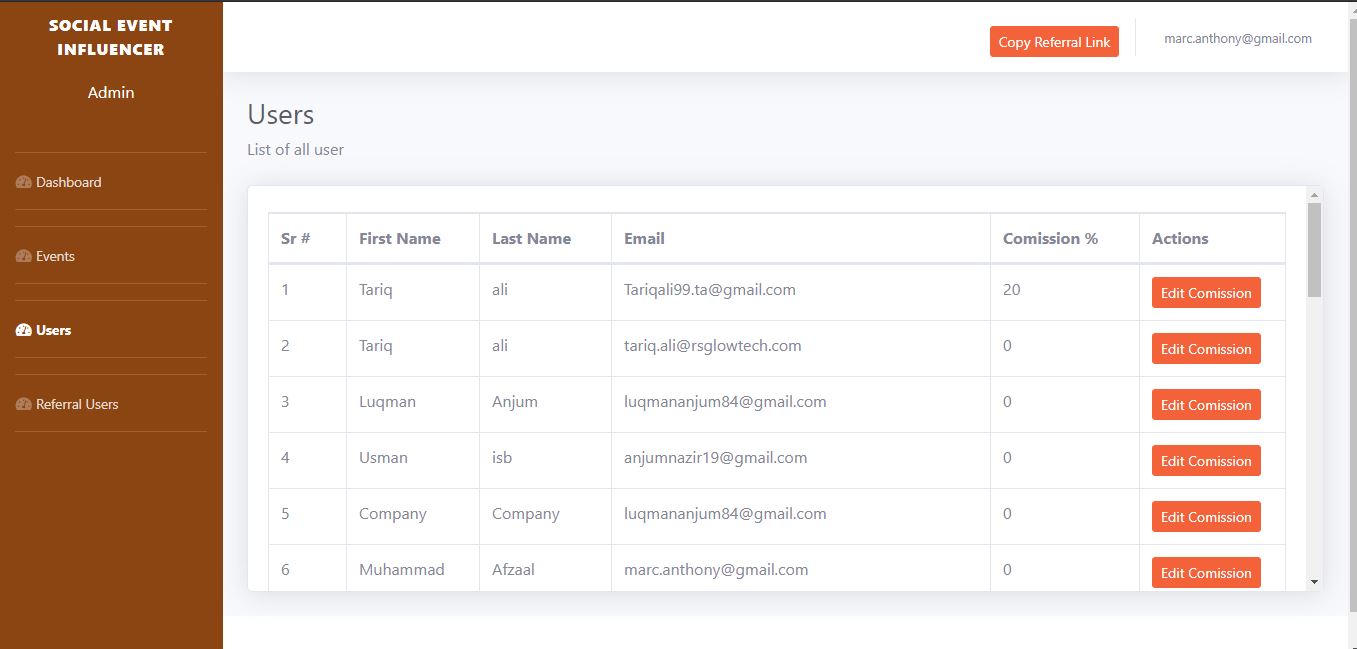 SOCIAL EVENT
INFLUENCER
Admin
Dashboard
Events
Users
Referral Users
Copy Referral Link
marc.anthony@gmail.com
Users
List of all user
Sr # First Name Last Name Email Comission % Actions
1 Tariq ali Tariqali99.ta@gmail.com 20 Edit Comission
2 Tariq ali tariq.ali@rsglowtech.com 0 Edit Comission
3 Luqman Anjum luqmananjum84@gmail.com 0 Edit Comission
4 Usman isb anjumnazir19@gmail.com 0 Edit Comission
5 Company Company luqmananjum84@gmail.com 0 Edit Comission
6 Muhammad Afzaal marc.anthony@gmail.com 0 Edit Comission